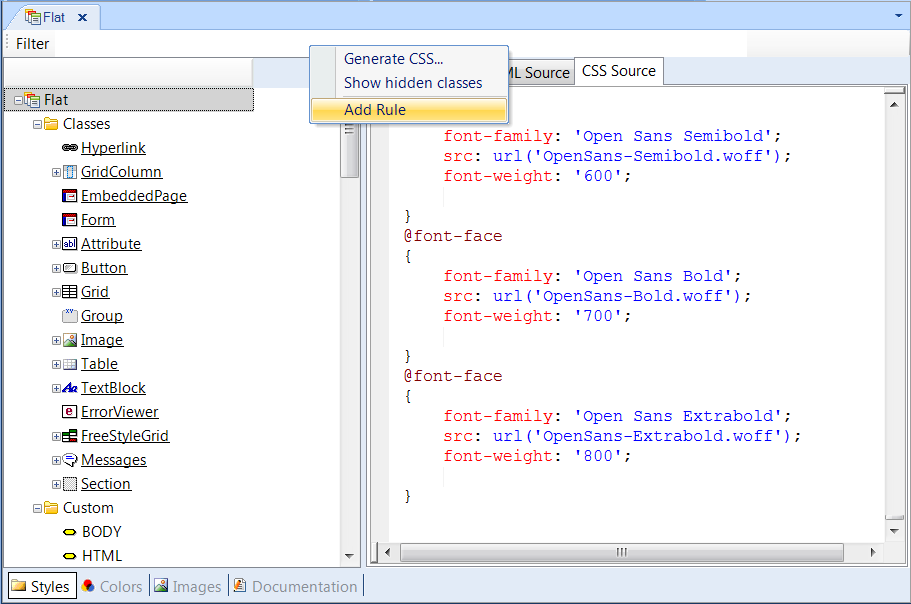 Flat
Filter
Generate CSS...
Show hidden classes
Add Rule
ML Source
CSS Source
Flat
Classes
Hyperlink
GridColumn
EmbeddedPage
Form
Attribute
Button
Grid
Group
Image
Table
TextBlock
ErrorViewer
FreeStyleGrid
Messages
Section
Custom
BODY
HTML
font-family: 'Open Sans Semibold';
src: url('OpenSans-Semibold.woff');
font-weight: '600';
}
@font-face
{
font-family: 'Open Sans Bold';
src: url('OpenSans-Bold.woff');
font-weight: '700';
}
@font-face
{
font-family: 'Open Sans Extrabold';
src: url('OpenSans-Extrabold.woff');
font-weight: '800';
}
Styles
Colors
Images
Documentation